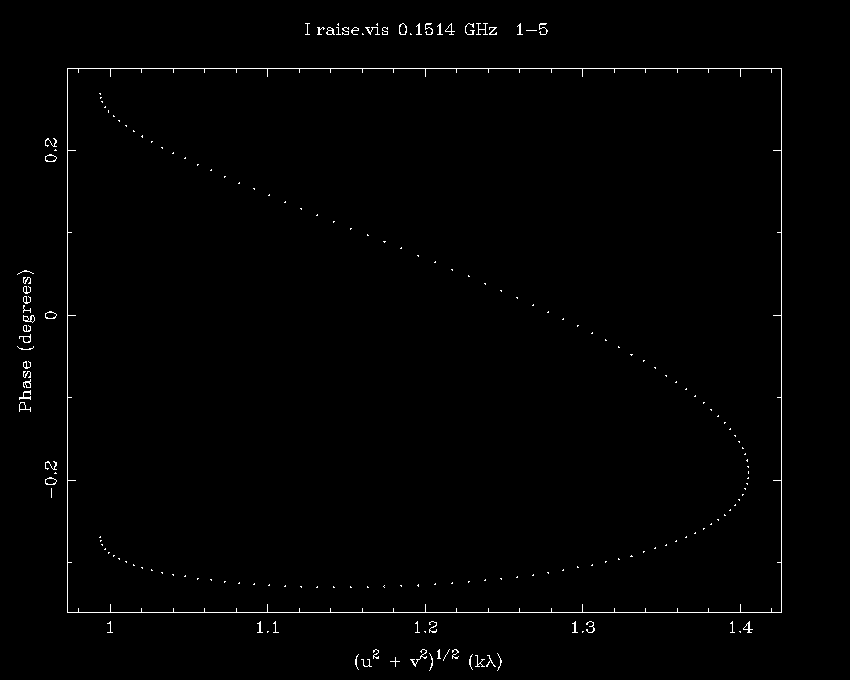 I raise.vis 0.1514 GHz 1-5
0.2
0
-0.2
Phase (degrees)
1
1.1
1.2
1.3
1.4
(u² + v²)^1/2 (kλ)